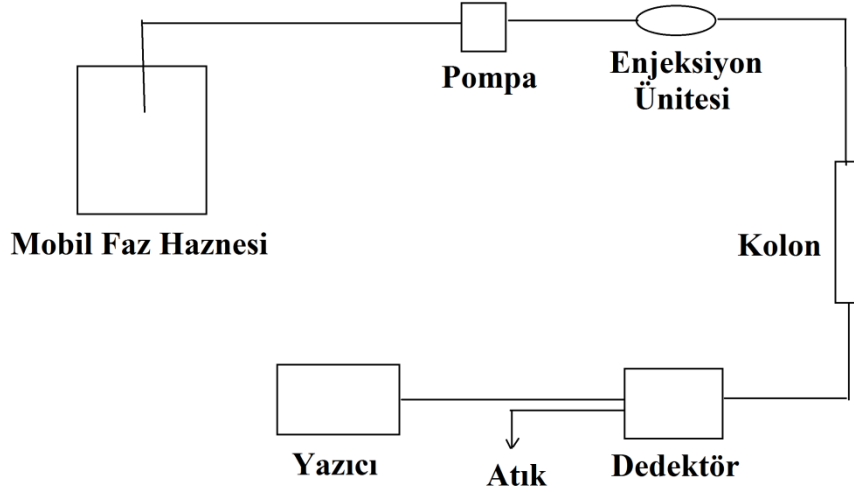 Pompa
Enjeksiyon
Ünitesi
Mobil Faz Haznesi
Kolon
Yazıcı
Atık
Dedektör